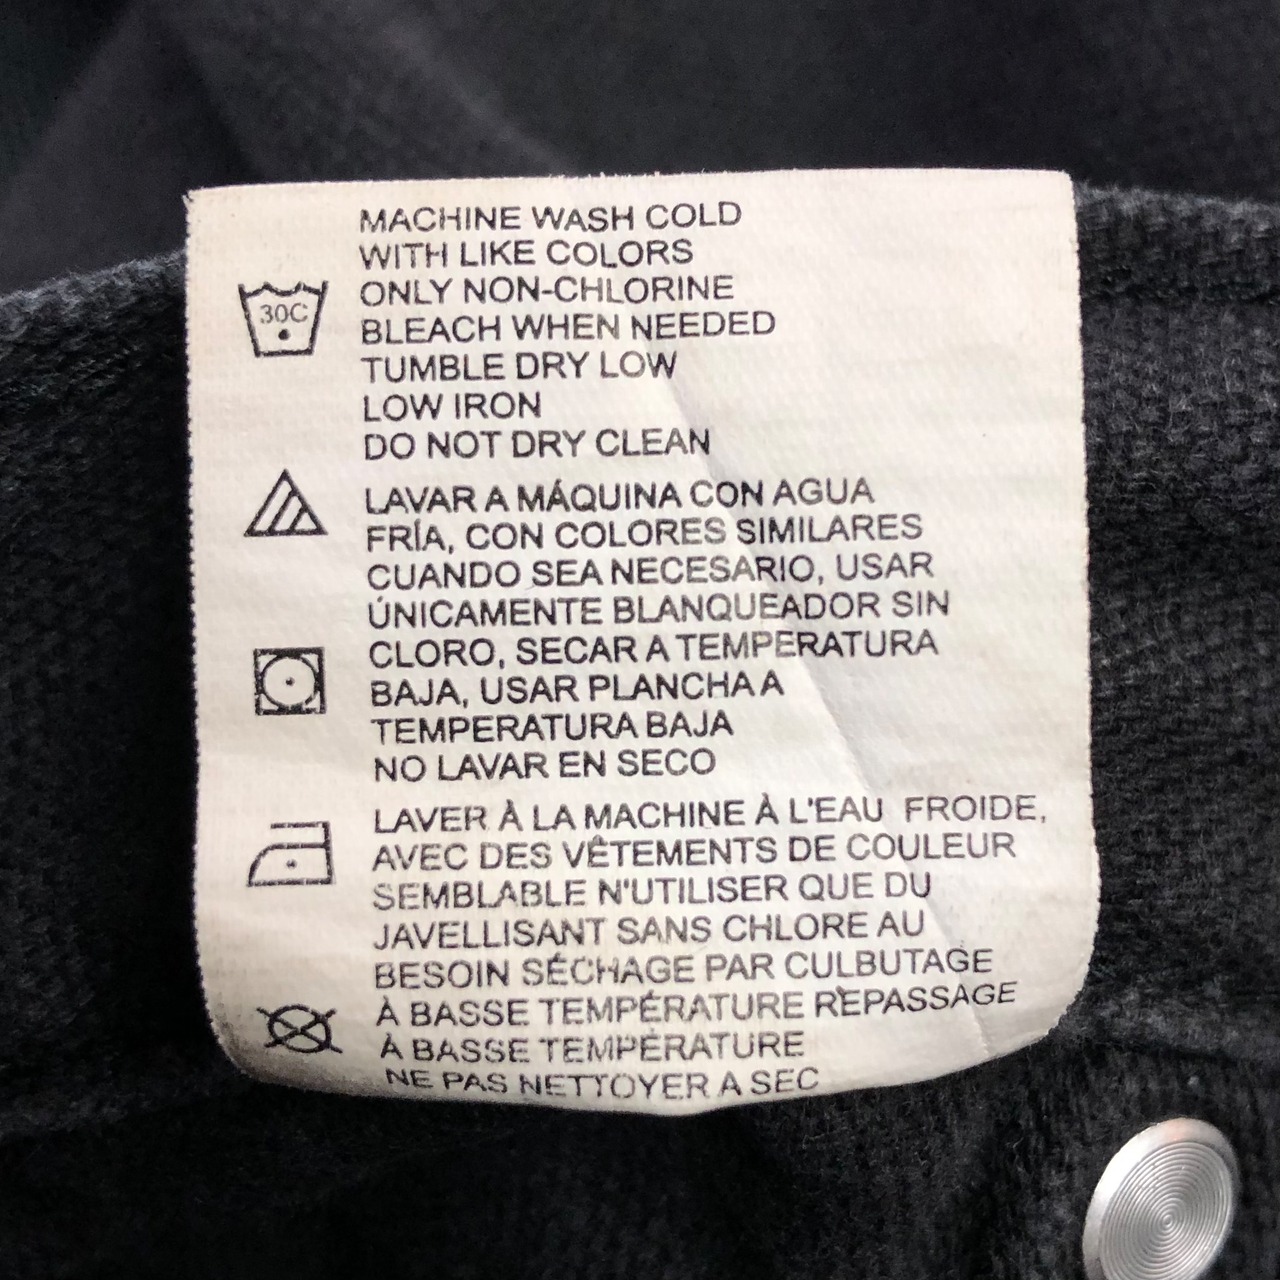 MACHINE WASH COLD
WITH LIKE COLORS
ONLY NON-CHLORINE
BLEACH WHEN NEEDED
TUMBLE DRY LOW
LOW IRON
DO NOT DRY CLEAN
30C
LAVAR A MÁQUINA CON AGUA
FRÍA, CON COLORES SIMILARES
CUANDO SEA NECESARIO, USAR
ÚNICAMENTE BLANQUEADOR SIN
CLORO, SECAR A TEMPERATURA
BAJA, USAR PLANCHA A
TEMPERATURA BAJA
NO LAVAR EN SECO
LAVER À LA MACHINE À L'EAU FROIDE,
AVEC DES VÊTEMENTS DE COULEUR
SEMBLABLE N'UTILISER QUE DU
JAVELLISANT SANS CHLORE AU
BESOIN SÉCHAGE PAR CULBUTAGE
À BASSE TEMPÉRATURE REPASSAGE
À BASSE TEMPÉRATURE
NE PAS NETTOYER A SEC